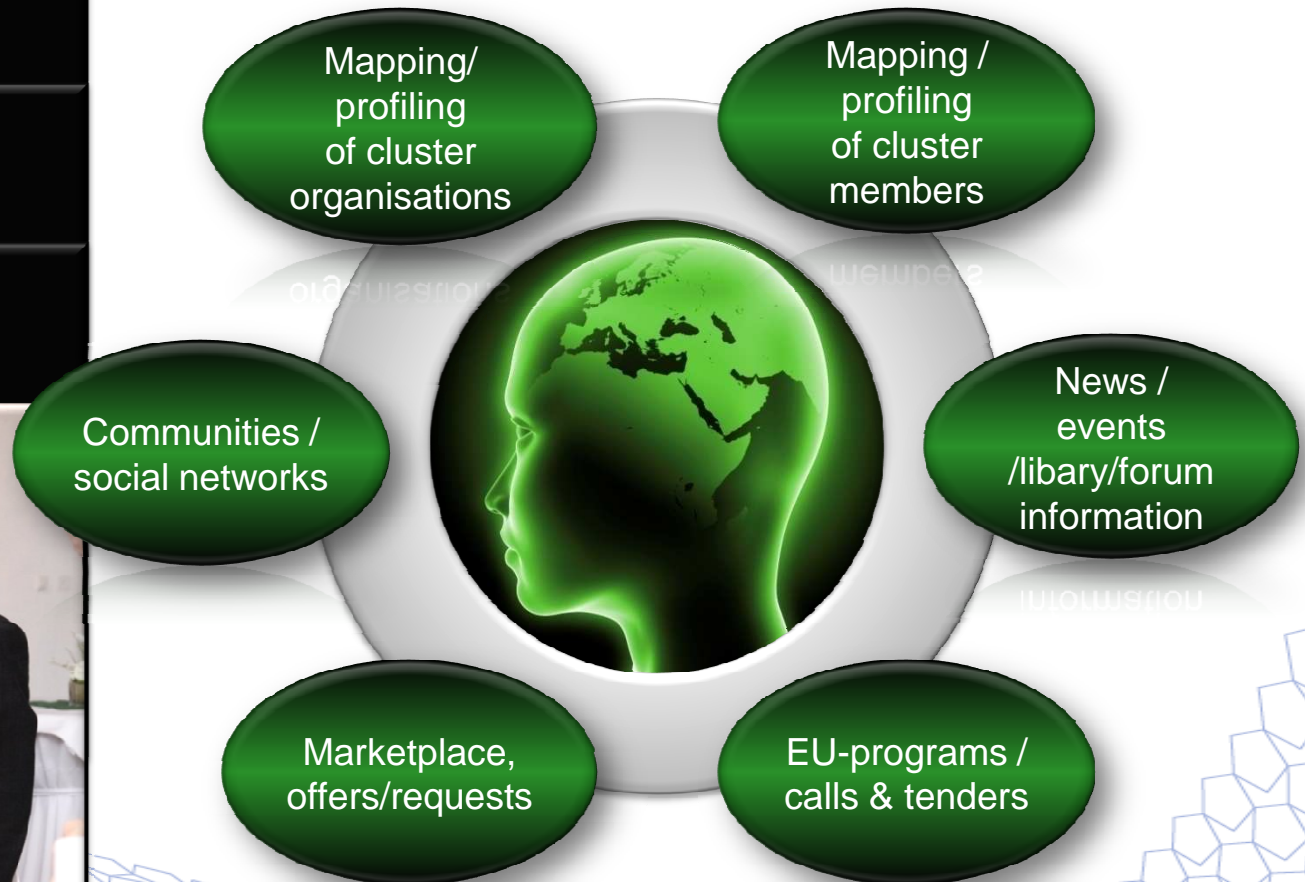 Mapping/
profiling
of cluster
organisations
Mapping /
profiling
of cluster
members
Communities /
social networks
News /
events
/libary/forum
information
Marketplace,
offers/requests
EU-programs /
calls & tenders